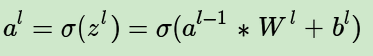 a^l = σ(z^l) = σ(a^{l−1} * W^l + b^l)